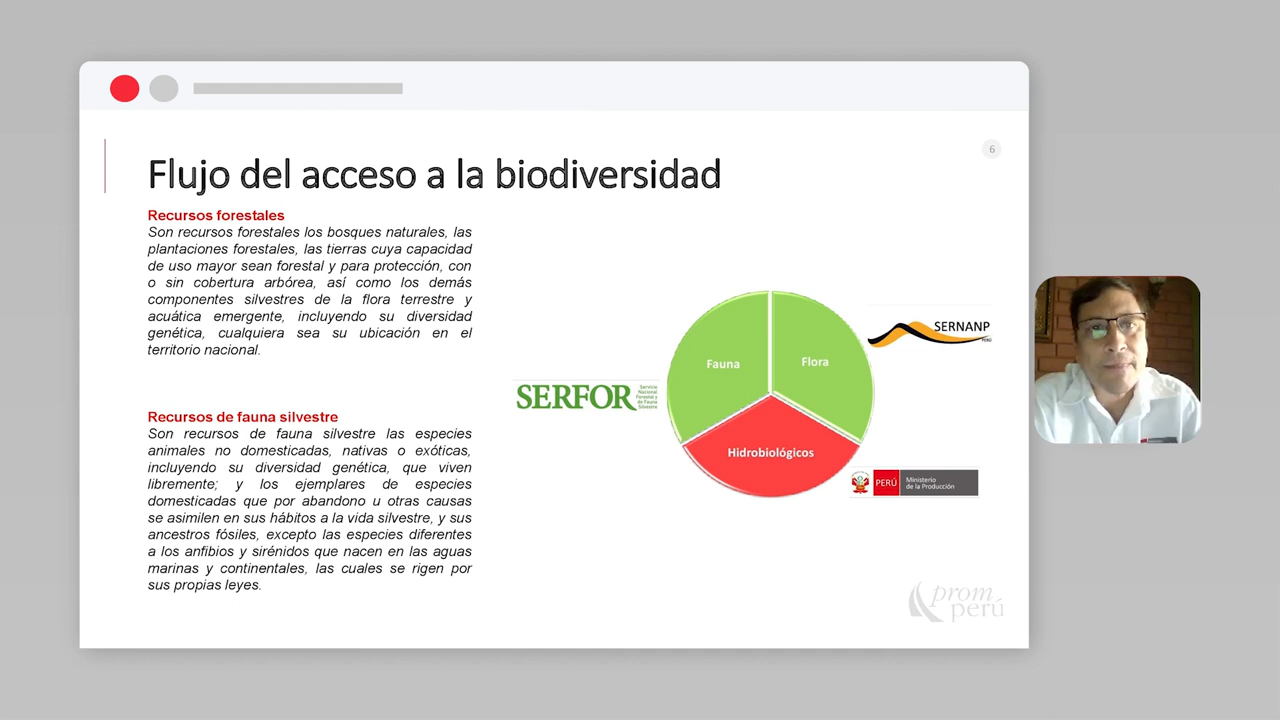 6
Flujo del acceso a la biodiversidad
Recursos forestales
Son recursos forestales los bosques naturales, las
plantaciones forestales, las tierras cuya capacidad
de uso mayor sean forestal y para protección, con
o sin cobertura arbórea, así como los demás
componentes silvestres de la flora terrestre y
acuática emergente, incluyendo su diversidad
genética, cualquiera sea su ubicación en el
territorio nacional.
Recursos de fauna silvestre
Son recursos de fauna silvestre las especies
animales no domesticadas, nativas o exóticas,
incluyendo su diversidad genética, que viven
libremente; y los ejemplares de especies
domesticadas que por abandono u otras causas
se asimilen en sus hábitos a la vida silvestre, y sus
ancestros fósiles, excepto las especies diferentes
a los anfibios y sirénidos que nacen en las aguas
marinas y continentales, las cuales se rigen por
sus propias leyes.
SERFOR
Servicio
Nacional
Forestal y
de Fauna
Silvestre
Fauna
Flora
Hidrobiológicos
SERNANP
PERÚ
PERÚ
Ministerio
de la Producción
prom
perú